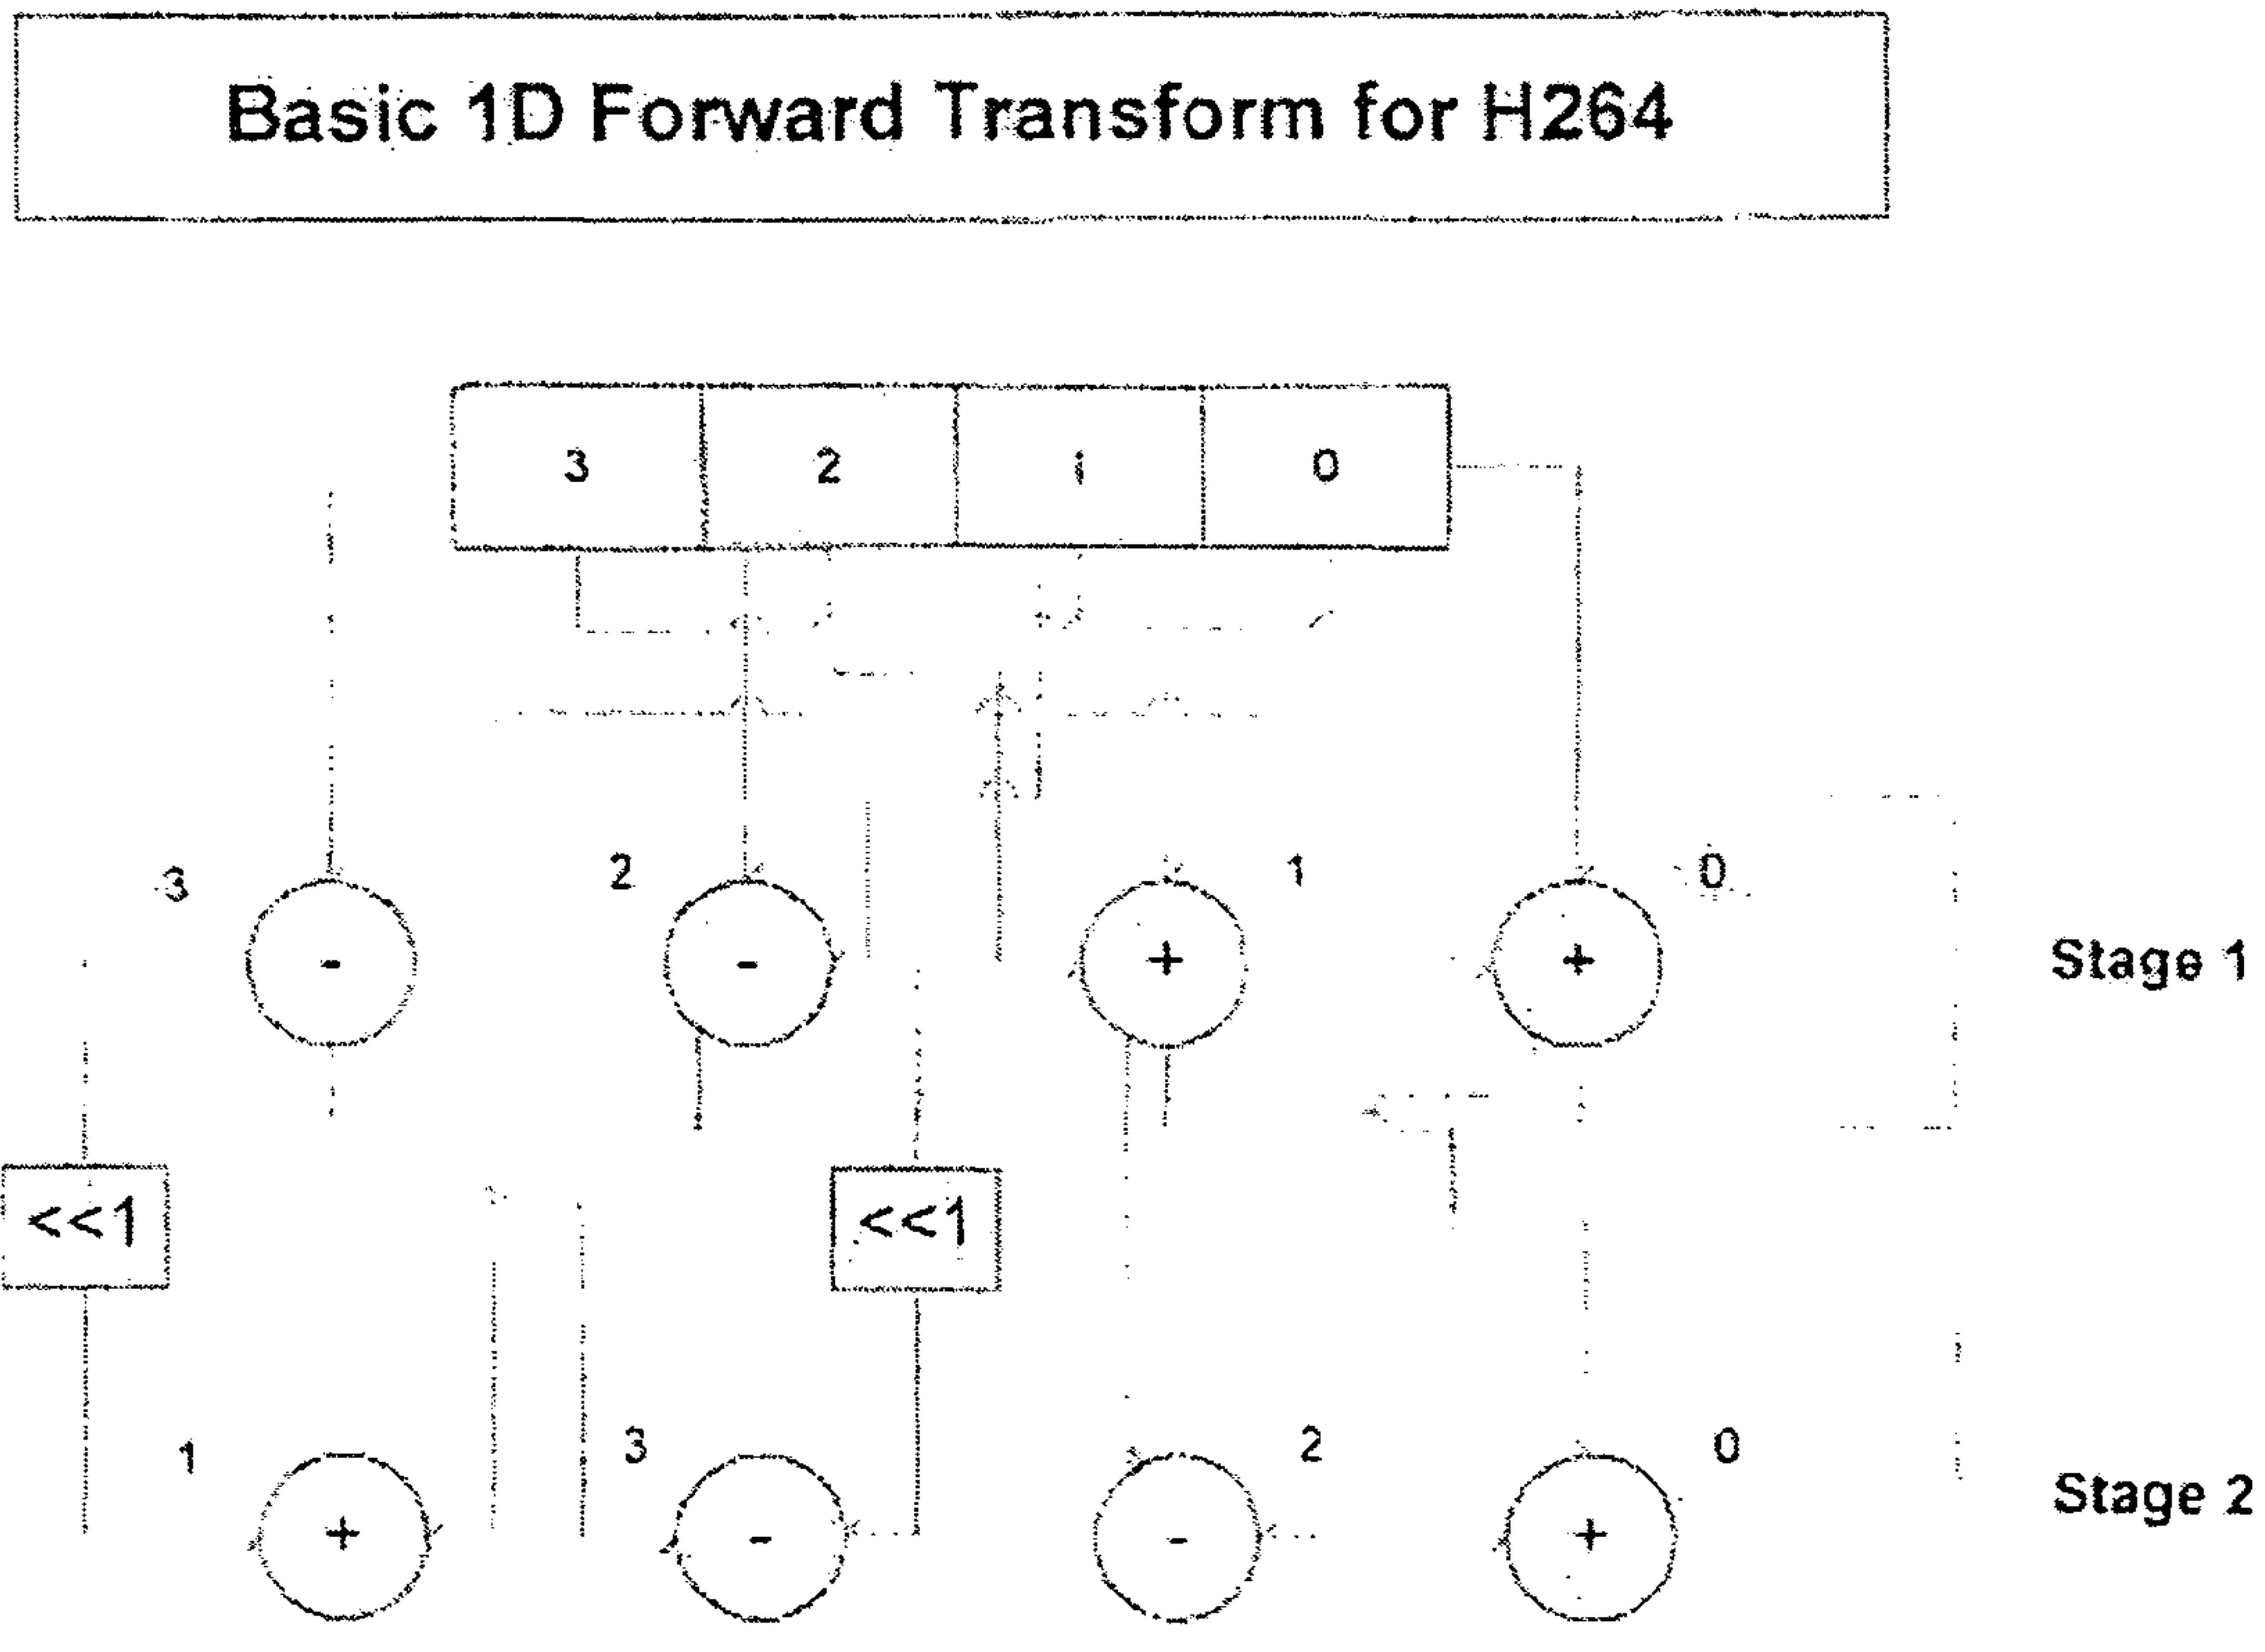 Basic 1D Forward Transform for H264
3 2 1 0
3 2 1 0
- - + +
Stage 1
<<1 <<1
1 3 2 0
+ - - +
Stage 2